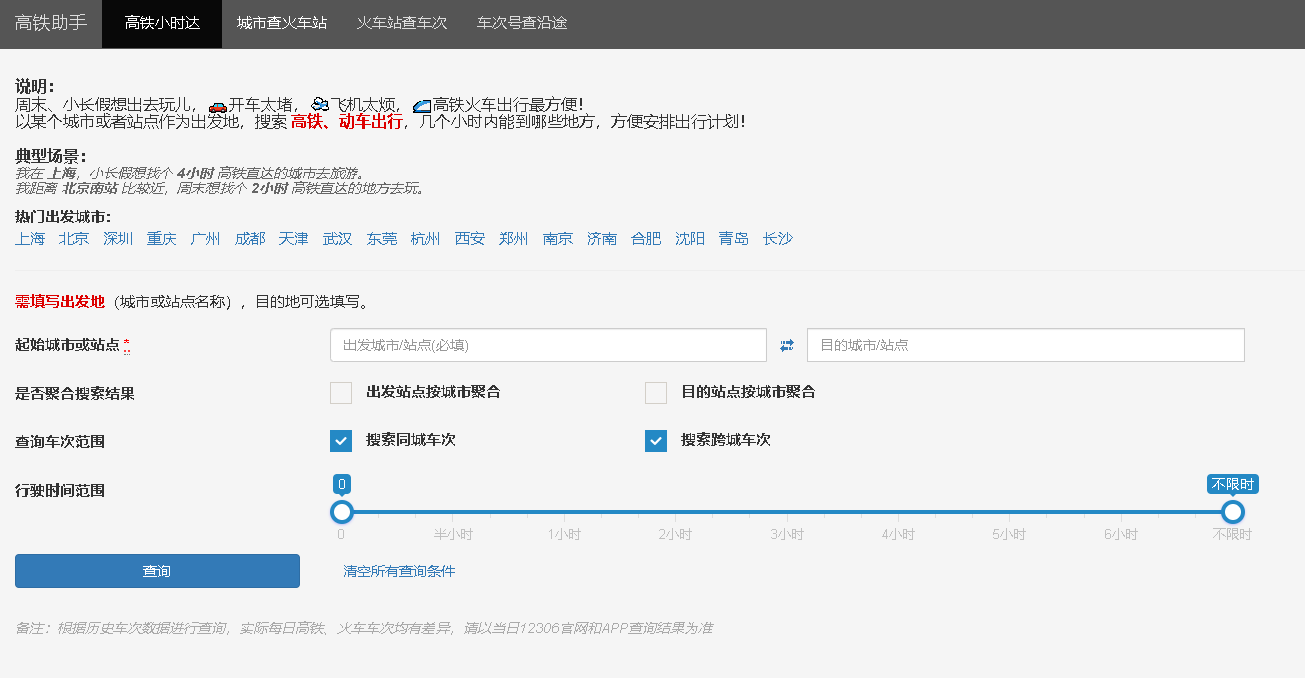 高铁助手 高铁小时达 城市查火车站 火车站查车次 车次号查沿途
说明：
周末、小长假想出去玩儿，🚗开车太堵，🛩飞机太烦，🚄高铁火车出行最方便！
以某个城市或者站点作为出发地，搜索 高铁、动车出行，几个小时内能到哪些地方，方便安排出行计划！
典型场景：
我在 上海，小长假想找个 4小时 高铁直达的城市去旅游。
我距离 北京南站 比较近，周末想找个 2小时 高铁直达的地方去玩。
热门出发城市：
上海 北京 深圳 重庆 广州 成都 天津 武汉 东莞 杭州 西安 郑州 南京 济南 合肥 沈阳 青岛 长沙
需填写出发地（城市或站点名称），目的地可选填写。
起始城市或站点 * 出发城市/站点(必填) 目的城市/站点
是否聚合搜索结果 出发站点按城市聚合 目的站点按城市聚合
查询车次范围 搜索同城车次 搜索跨城车次
行驶时间范围 0 不限时
0 半小时 1小时 2小时 3小时 4小时 5小时 6小时 不限时
查询 清空所有查询条件
备注：根据历史车次数据进行查询，实际每日高铁、火车车次均有差异，请以当日12306官网和APP查询结果为准